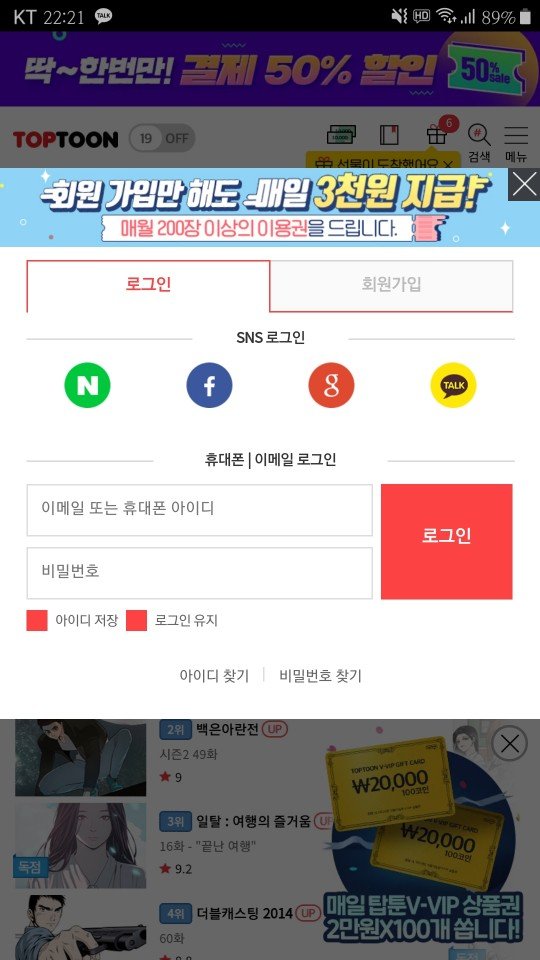 KT 22:21 TALK HD 89%
딱~한번만! 결제 50% 할인 50% sale
TOPTOON 19 OFF 6 # 검색 메뉴
선물이 도착했어요 ×
회원 가입만 해도 매일 3천원 지급!
매월 200장 이상의 이용권을 드립니다.
로그인 회원가입
SNS 로그인
N f g TALK
휴대폰 | 이메일 로그인
이메일 또는 휴대폰 아이디
로그인
비밀번호
아이디 저장 로그인 유지
아이디 찾기 | 비밀번호 찾기
2위 백은아란전 UP
시즌2 49화
9
TOPTOON V-VIP GIFT CARD
₩20,000
100코인
3위 일탈 : 여행의 즐거움
16화 - "끝난 여행"
독점
9.2
V-VIP GIFT CARD
₩20,000
100코인
4위 더블캐스팅 2014 UP
60화
매일 탑툰V-VIP 상품권
2만원X100개 쏩니다!